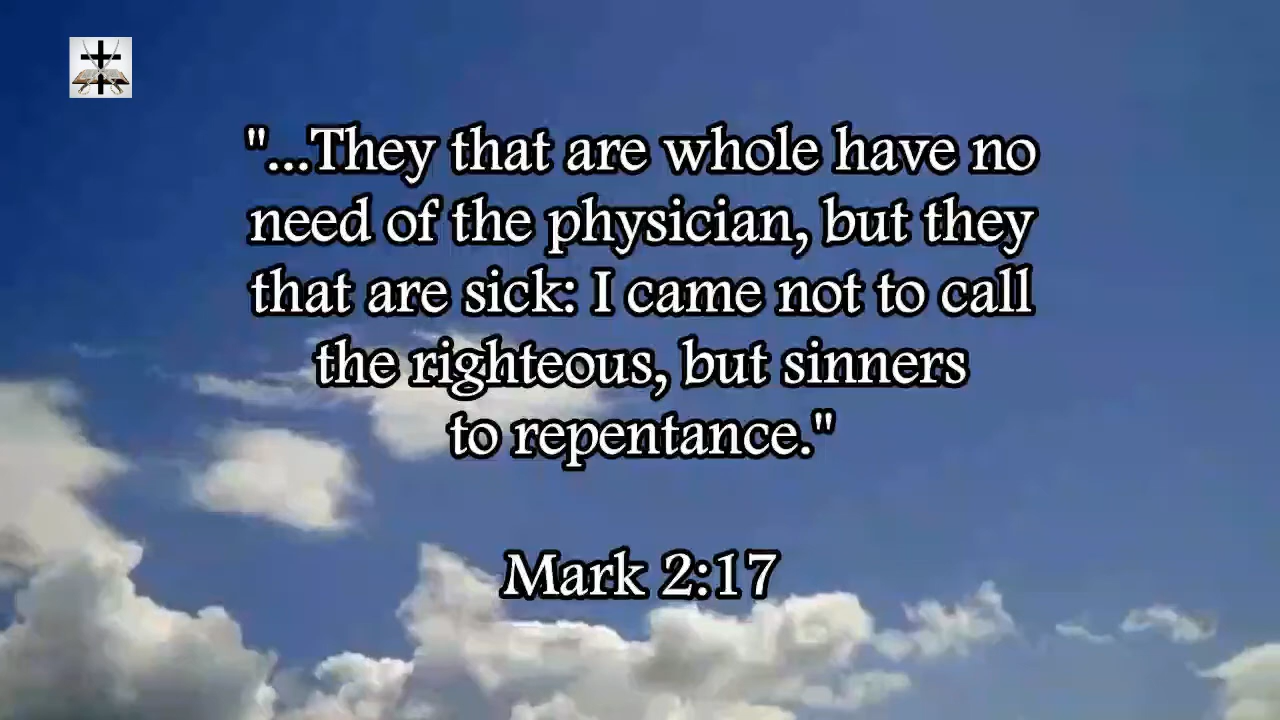 "...They that are whole have no
need of the physician, but they
that are sick: I came not to call
the righteous, but sinners
to repentance."
Mark 2:17